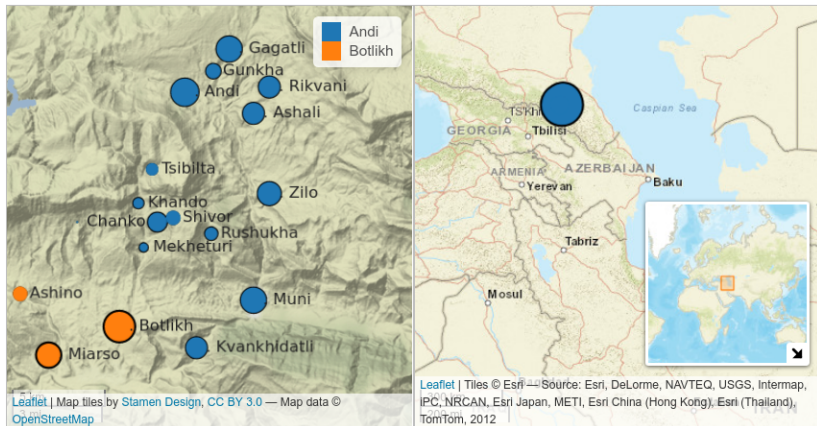 Andi
Botlikh
Gagatli
Gunkha
Andi
Rikvani
Ashali
Tsibilta
Zilo
Khando
Chanko
Shivor
Rushukha
Mekheturi
Ashino
Muni
Botlikh
Kvankhidatli
Miarso
3 mi
Leaflet | Map tiles by Stamen Design, CC BY 3.0 — Map data ©
OpenStreetMap
Caspian Sea
GEORGIA
Tbilisi
ARMENIA
AZERBAIJAN
Yerevan
Baku
Tabriz
Mosul
IRAN
Leaflet | Tiles © Esri — Source: Esri, DeLorme, NAVTEQ, USGS, Intermap,
iPC, NRCAN, Esri Japan, METI, Esri China (Hong Kong), Esri (Thailand),
TomTom, 2012